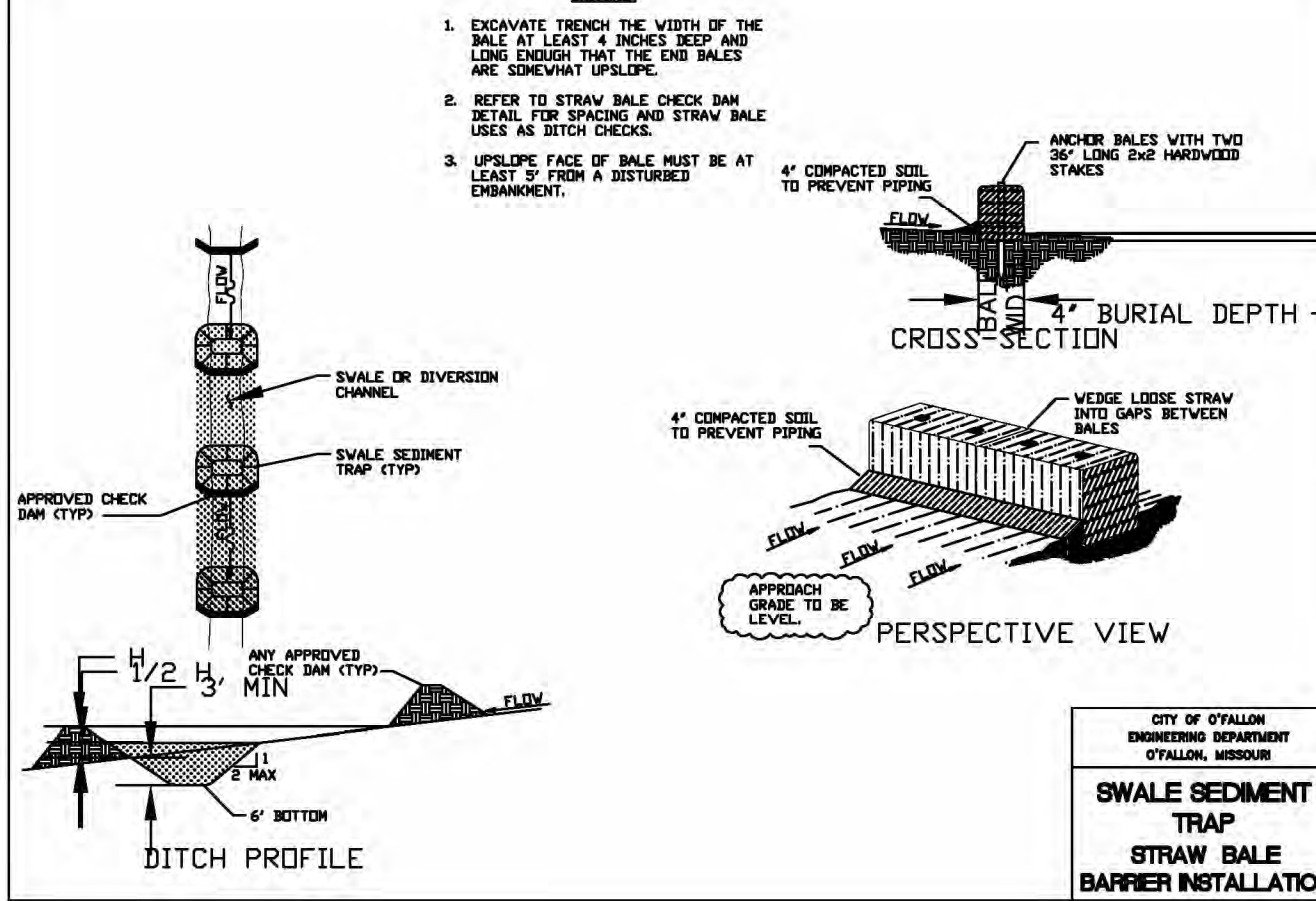 1. EXCAVATE TRENCH THE WIDTH OF THE
BALE AT LEAST 4 INCHES DEEP AND
LONG ENOUGH THAT THE END BALES
ARE SOMEWHAT UPSLOPE.
2. REFER TO STRAW BALE CHECK DAM
DETAIL FOR SPACING AND STRAW BALE
USES AS DITCH CHECKS.
3. UPSLOPE FACE OF BALE MUST BE AT
LEAST 5' FROM A DISTURBED
EMBANKMENT.
ANCHOR BALES WITH TWO
36" LONG 2x2 HARDWOOD
STAKES
4" COMPACTED SOIL
TO PREVENT PIPING
FLOW
BALE
WID
4" BURIAL DEPTH
CROSS-SECTION
FLOW
SWALE OR DIVERSION
CHANNEL
SWALE SEDIMENT
TRAP (TYP)
APPROVED CHECK
DAM (TYP)
FLOW
WEDGE LOOSE STRAW
INTO GAPS BETWEEN
BALES
4" COMPACTED SOIL
TO PREVENT PIPING
FLOW
FLOW
FLOW
APPROACH
GRADE TO BE
LEVEL.
PERSPECTIVE VIEW
H
1/2 H
3' MIN
ANY APPROVED
CHECK DAM (TYP)
FLOW
1
2 MAX
6' BOTTOM
DITCH PROFILE
CITY OF O'FALLON
ENGINEERING DEPARTMENT
O'FALLON, MISSOURI
SWALE SEDIMENT
TRAP
STRAW BALE
BARRIER INSTALLATIO